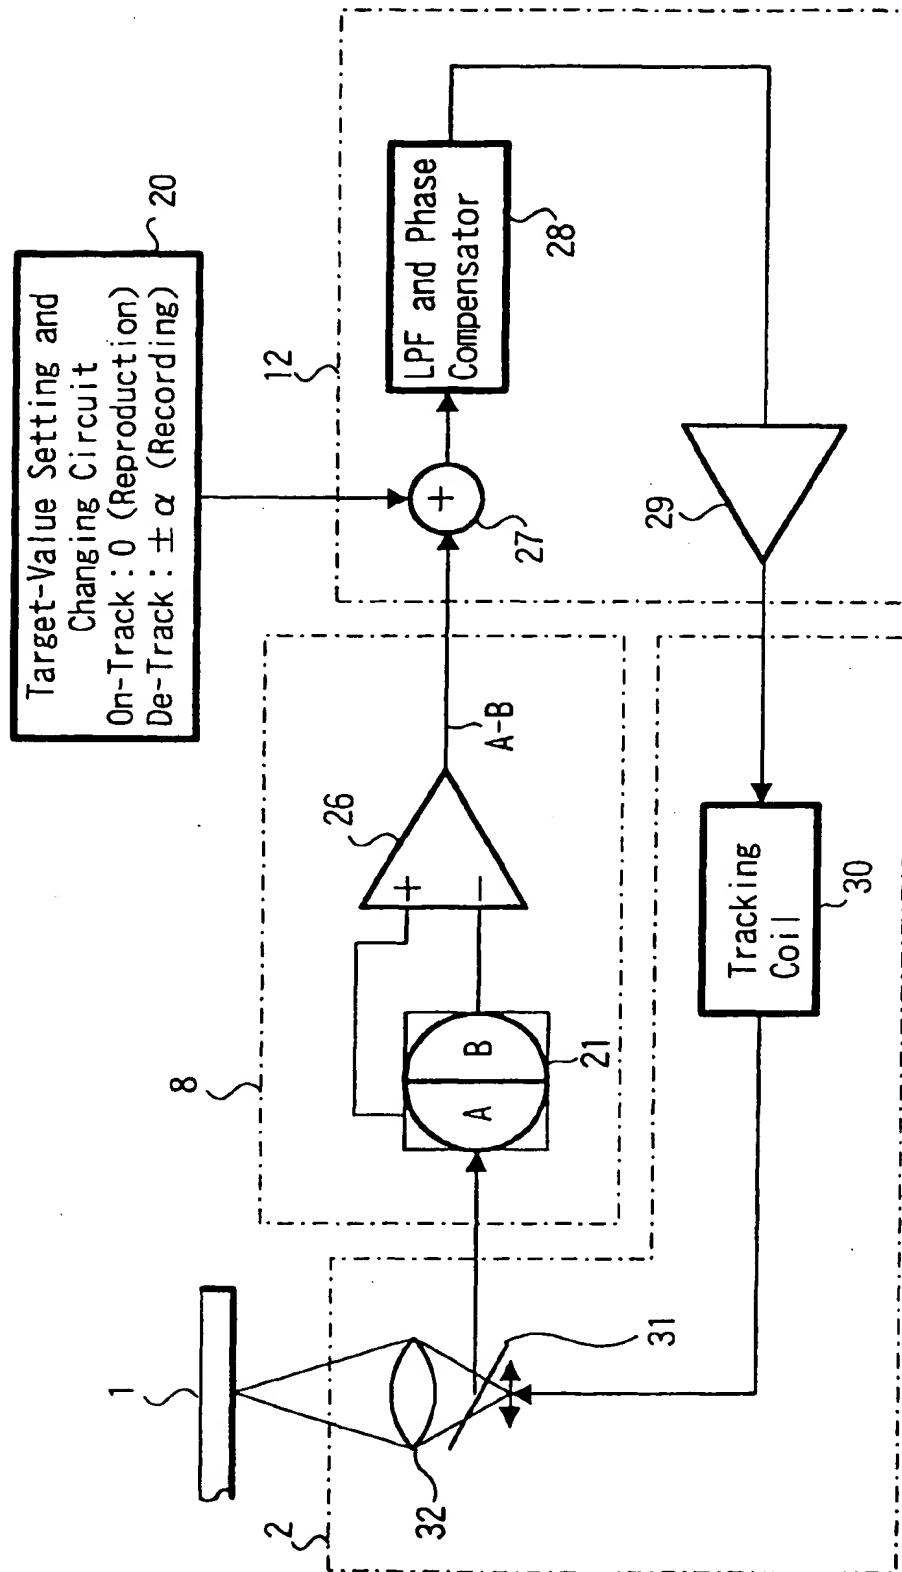 20
Target-Value Setting and
Changing Circuit
On-Track : 0 (Reproduction)
De-Track : ± α (Recording)
1
8
26
12
+
−
A
B
21
A-B
+
27
LPF and Phase
Compensator
28
2
32
31
Tracking
Coil
30
29